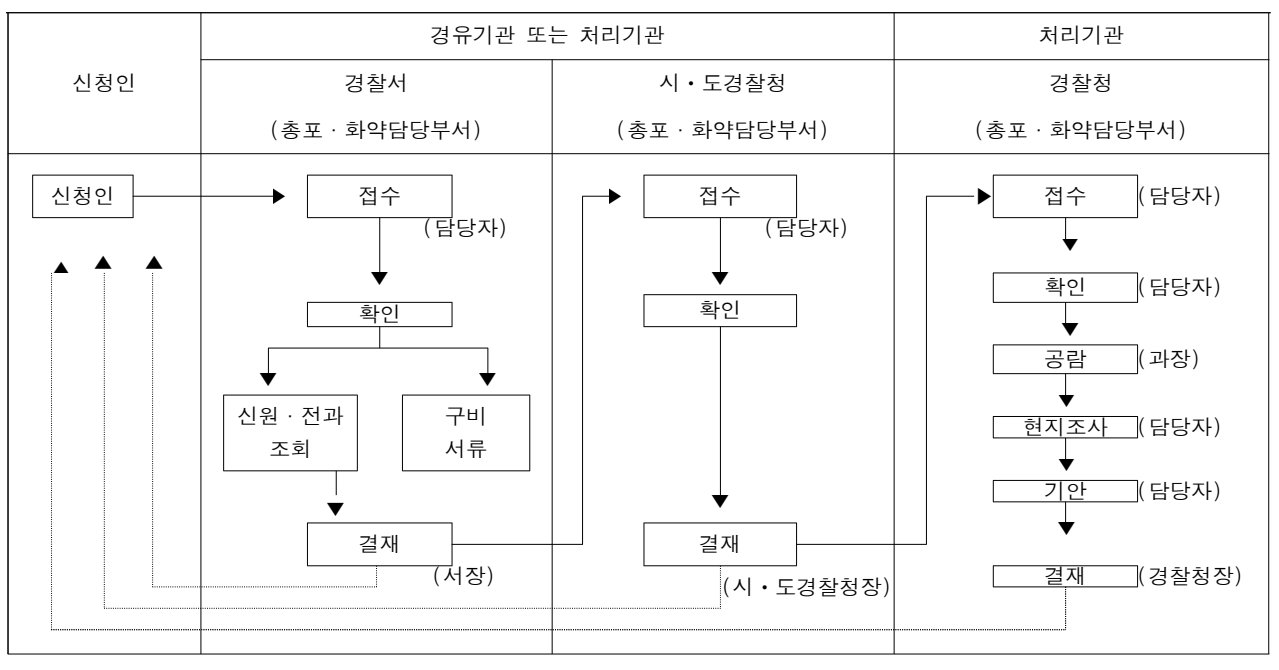 신청인
경유기관 또는 처리기관
처리기관
경찰서
(총포 · 화약담당부서)
시 • 도경찰청
(총포 · 화약담당부서)
경찰청
(총포 · 화약담당부서)
신청인
접수
(담당자)
확인
신원 · 전과
조회
구비
서류
결재
(서장)
접수
(담당자)
확인
결재
(시 • 도경찰청장)
접수 (담당자)
확인 (담당자)
공람 (과장)
현지조사 (담당자)
기안 (담당자)
결재 (경찰청장)